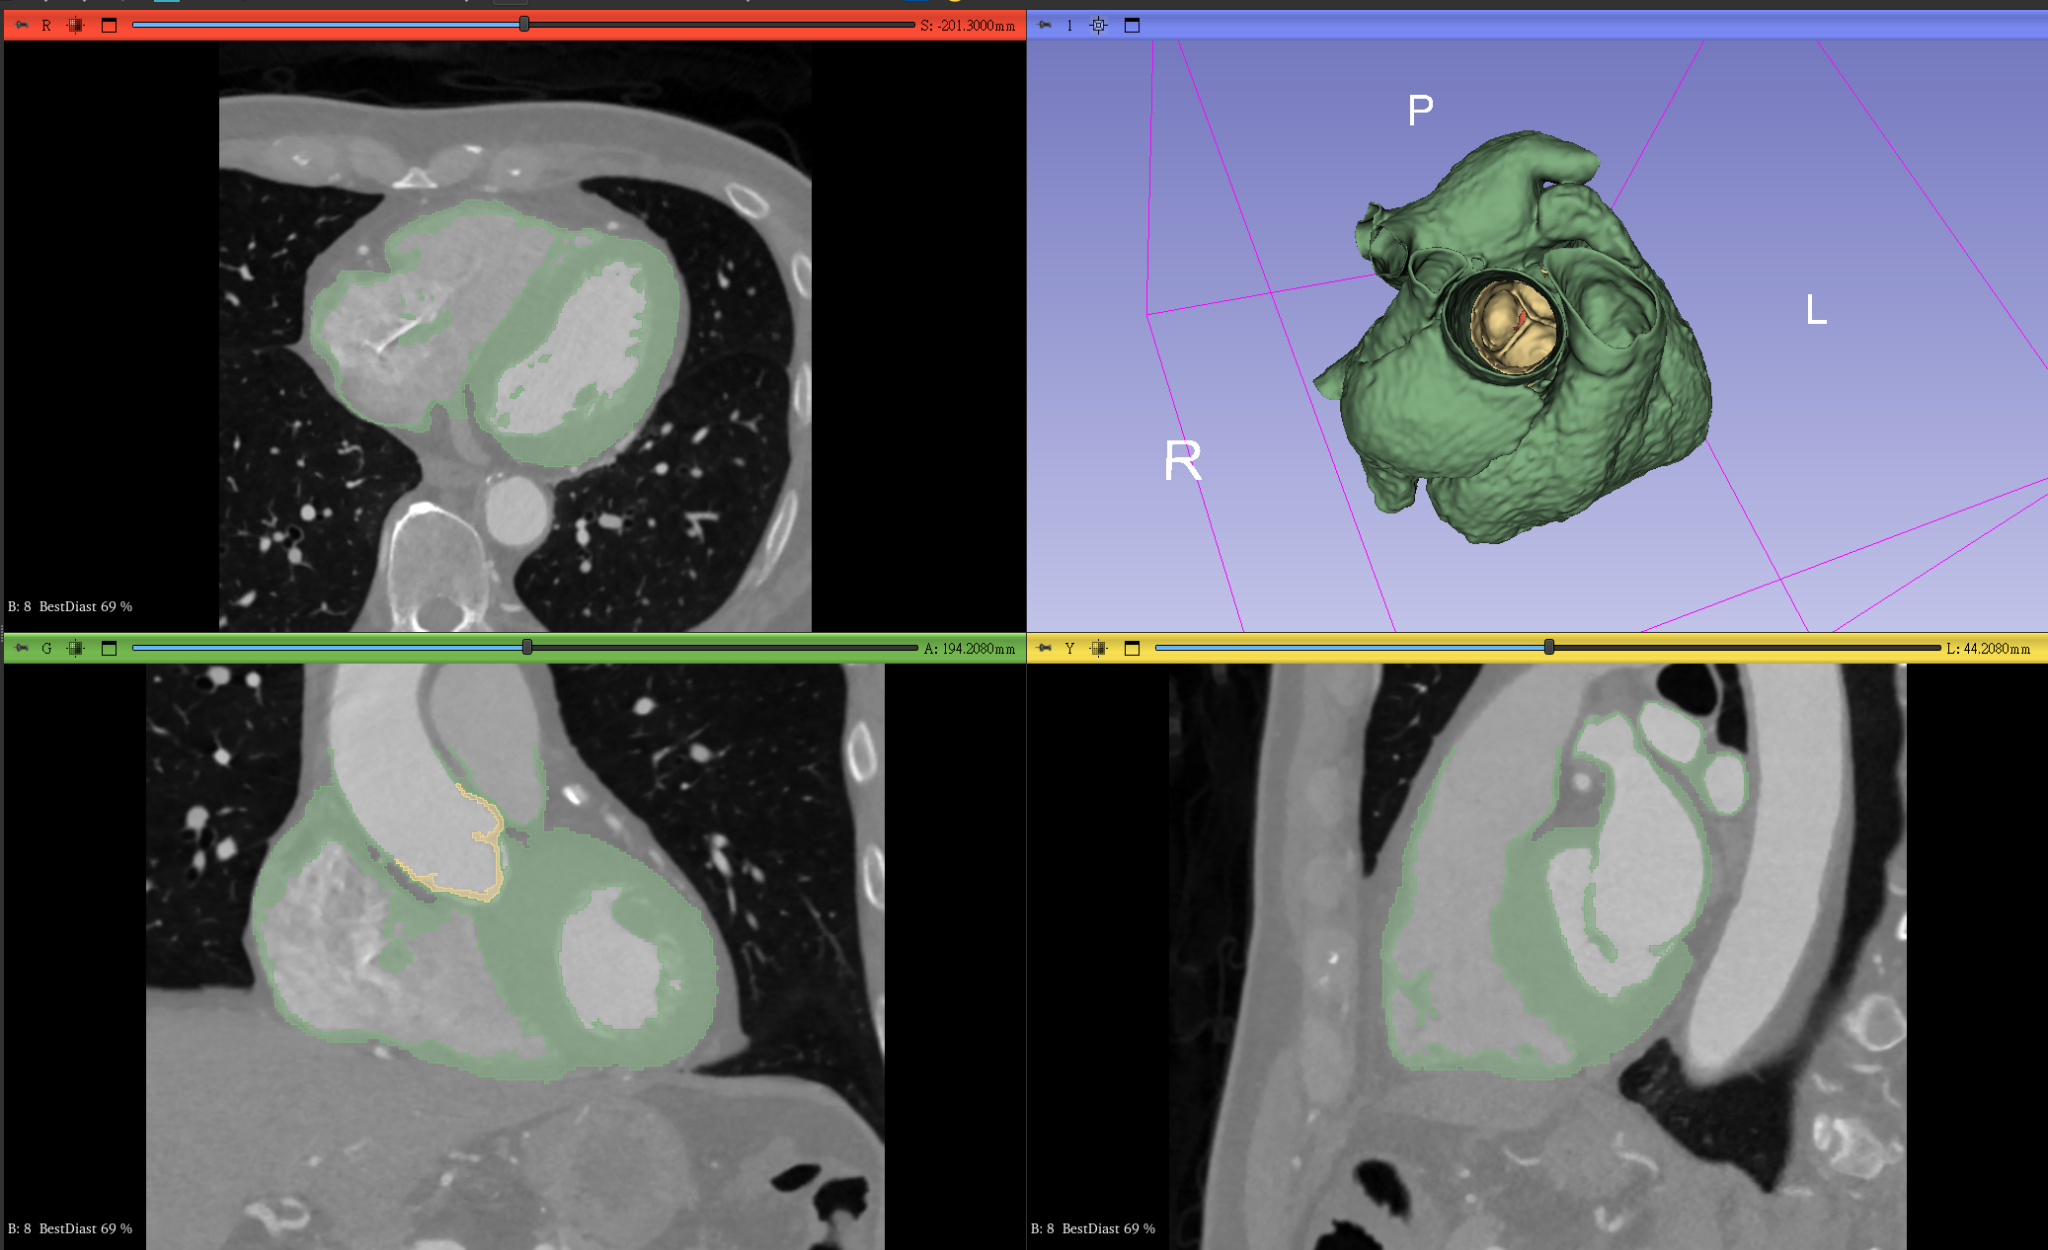 R S: -201.3000mm
1
P
L
R
B: 8 BestDiast 69 %
G A: 194.2080mm
Y L: 44.2080mm
B: 8 BestDiast 69 %
B: 8 BestDiast 69 %